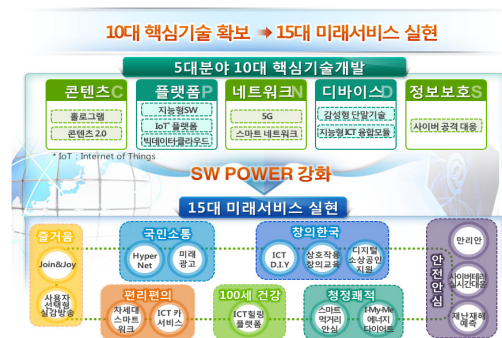 10대 핵심기술 확보 → 15대 미래서비스 실현
5대분야 10대 핵심기술개발
콘텐츠C
플랫폼P
네트워크N
디바이스D
정보보호S
홀로그램
콘텐츠 2.0
지능형SW
IoT 플랫폼
빅데이터·클라우드
5G
스마트 네트워크
감성형 단말기술
지능형ICT 융합모듈
사이버 공격 대응
* IoT : Internet of Things
SW POWER 강화
15대 미래서비스 실현
즐거움
Join&Joy
사용자
선택형
실감방송
국민소통
Hyper
Net
미래
광고
창의한국
ICT
D.I.Y
상호작용
창의교육
디지털
소상공인
지원
편리편의
차세대
스마트
워크
ICT 카
서비스
100세 건강
ICT힐링
플랫폼
청정쾌적
스마트
먹거리
안심
I-My-Me
에너지
다이어트
안전안심
만리안
사이버테러
실시간대응
재난재해
예측